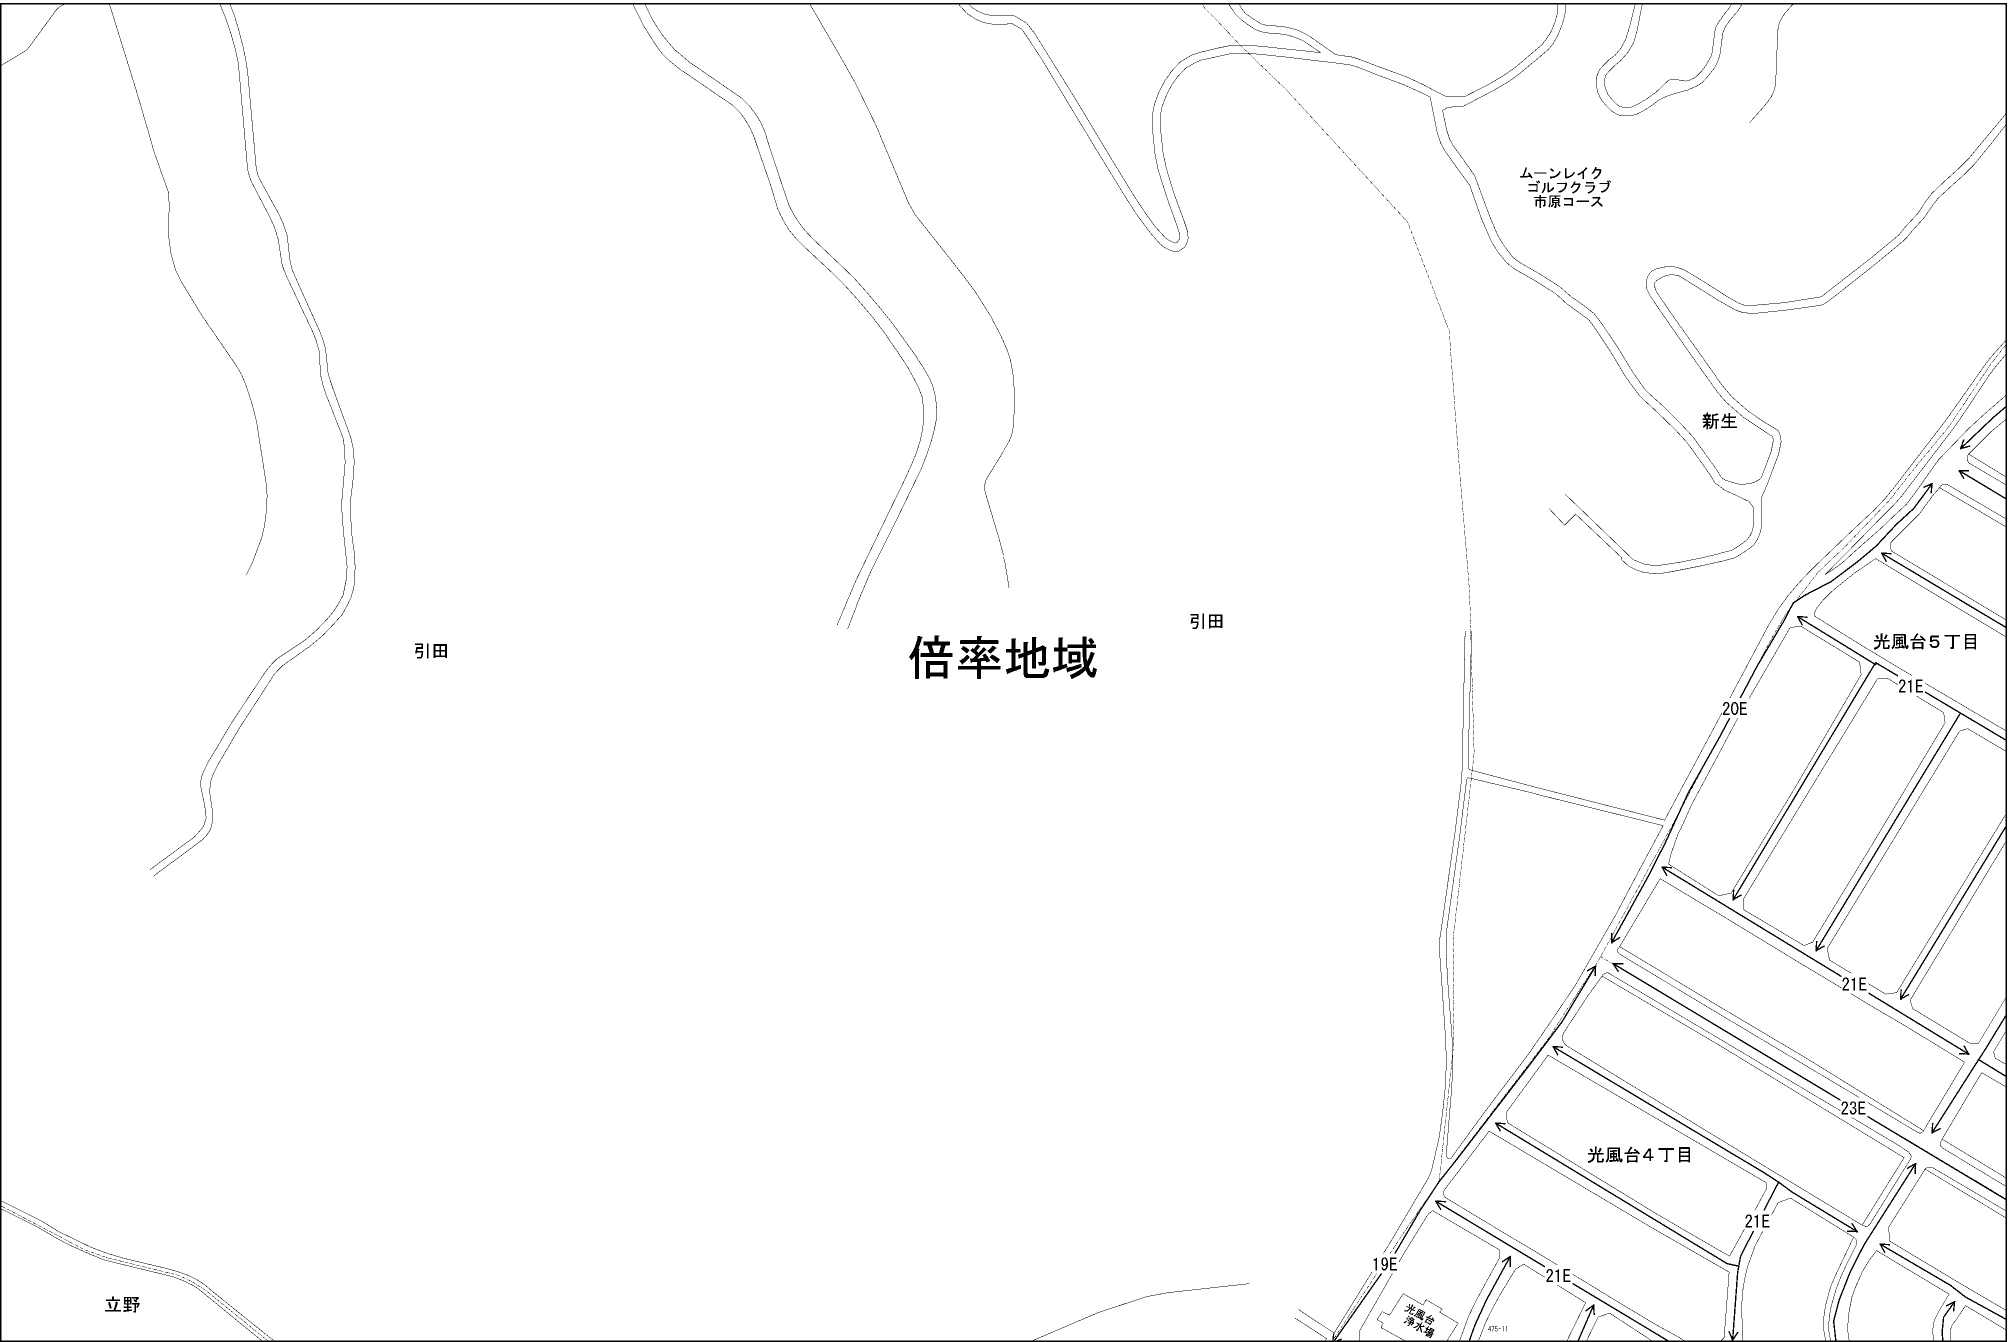 ムーンレイク
ゴルフクラブ
市原コース
新生
引田
光風台５丁目
引田
倍率地域
21E
20E
21E
23E
光風台４丁目
21E
19E
21E
立野
光風台
浄水場
475-11